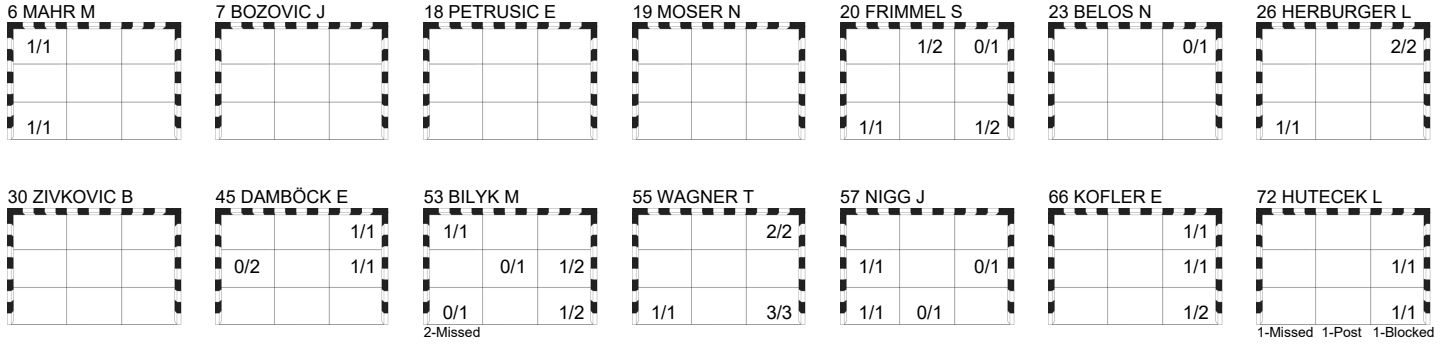 6 MAHR M 7 BOZOVIC J 18 PETRUSIC E 19 MOSER N 20 FRIMMEL S 23 BELOS N 26 HERBURGER L
1/1 1/2 0/1 0/1 2/2
1/1 1/1 1/2 1/1
30 ZIVKOVIC B 45 DAMBÖCK E 53 BILYK M 55 WAGNER T 57 NIGG J 66 KOFLER E 72 HUTECEK L
1/1 1/1 2/2 1/1
0/2 1/1 0/1 1/2 1/1 0/1 1/1 1/1
0/1 1/2 1/1 3/3 1/1 0/1 1/2 1/1
2-Missed 1-Missed 1-Post 1-Blocked